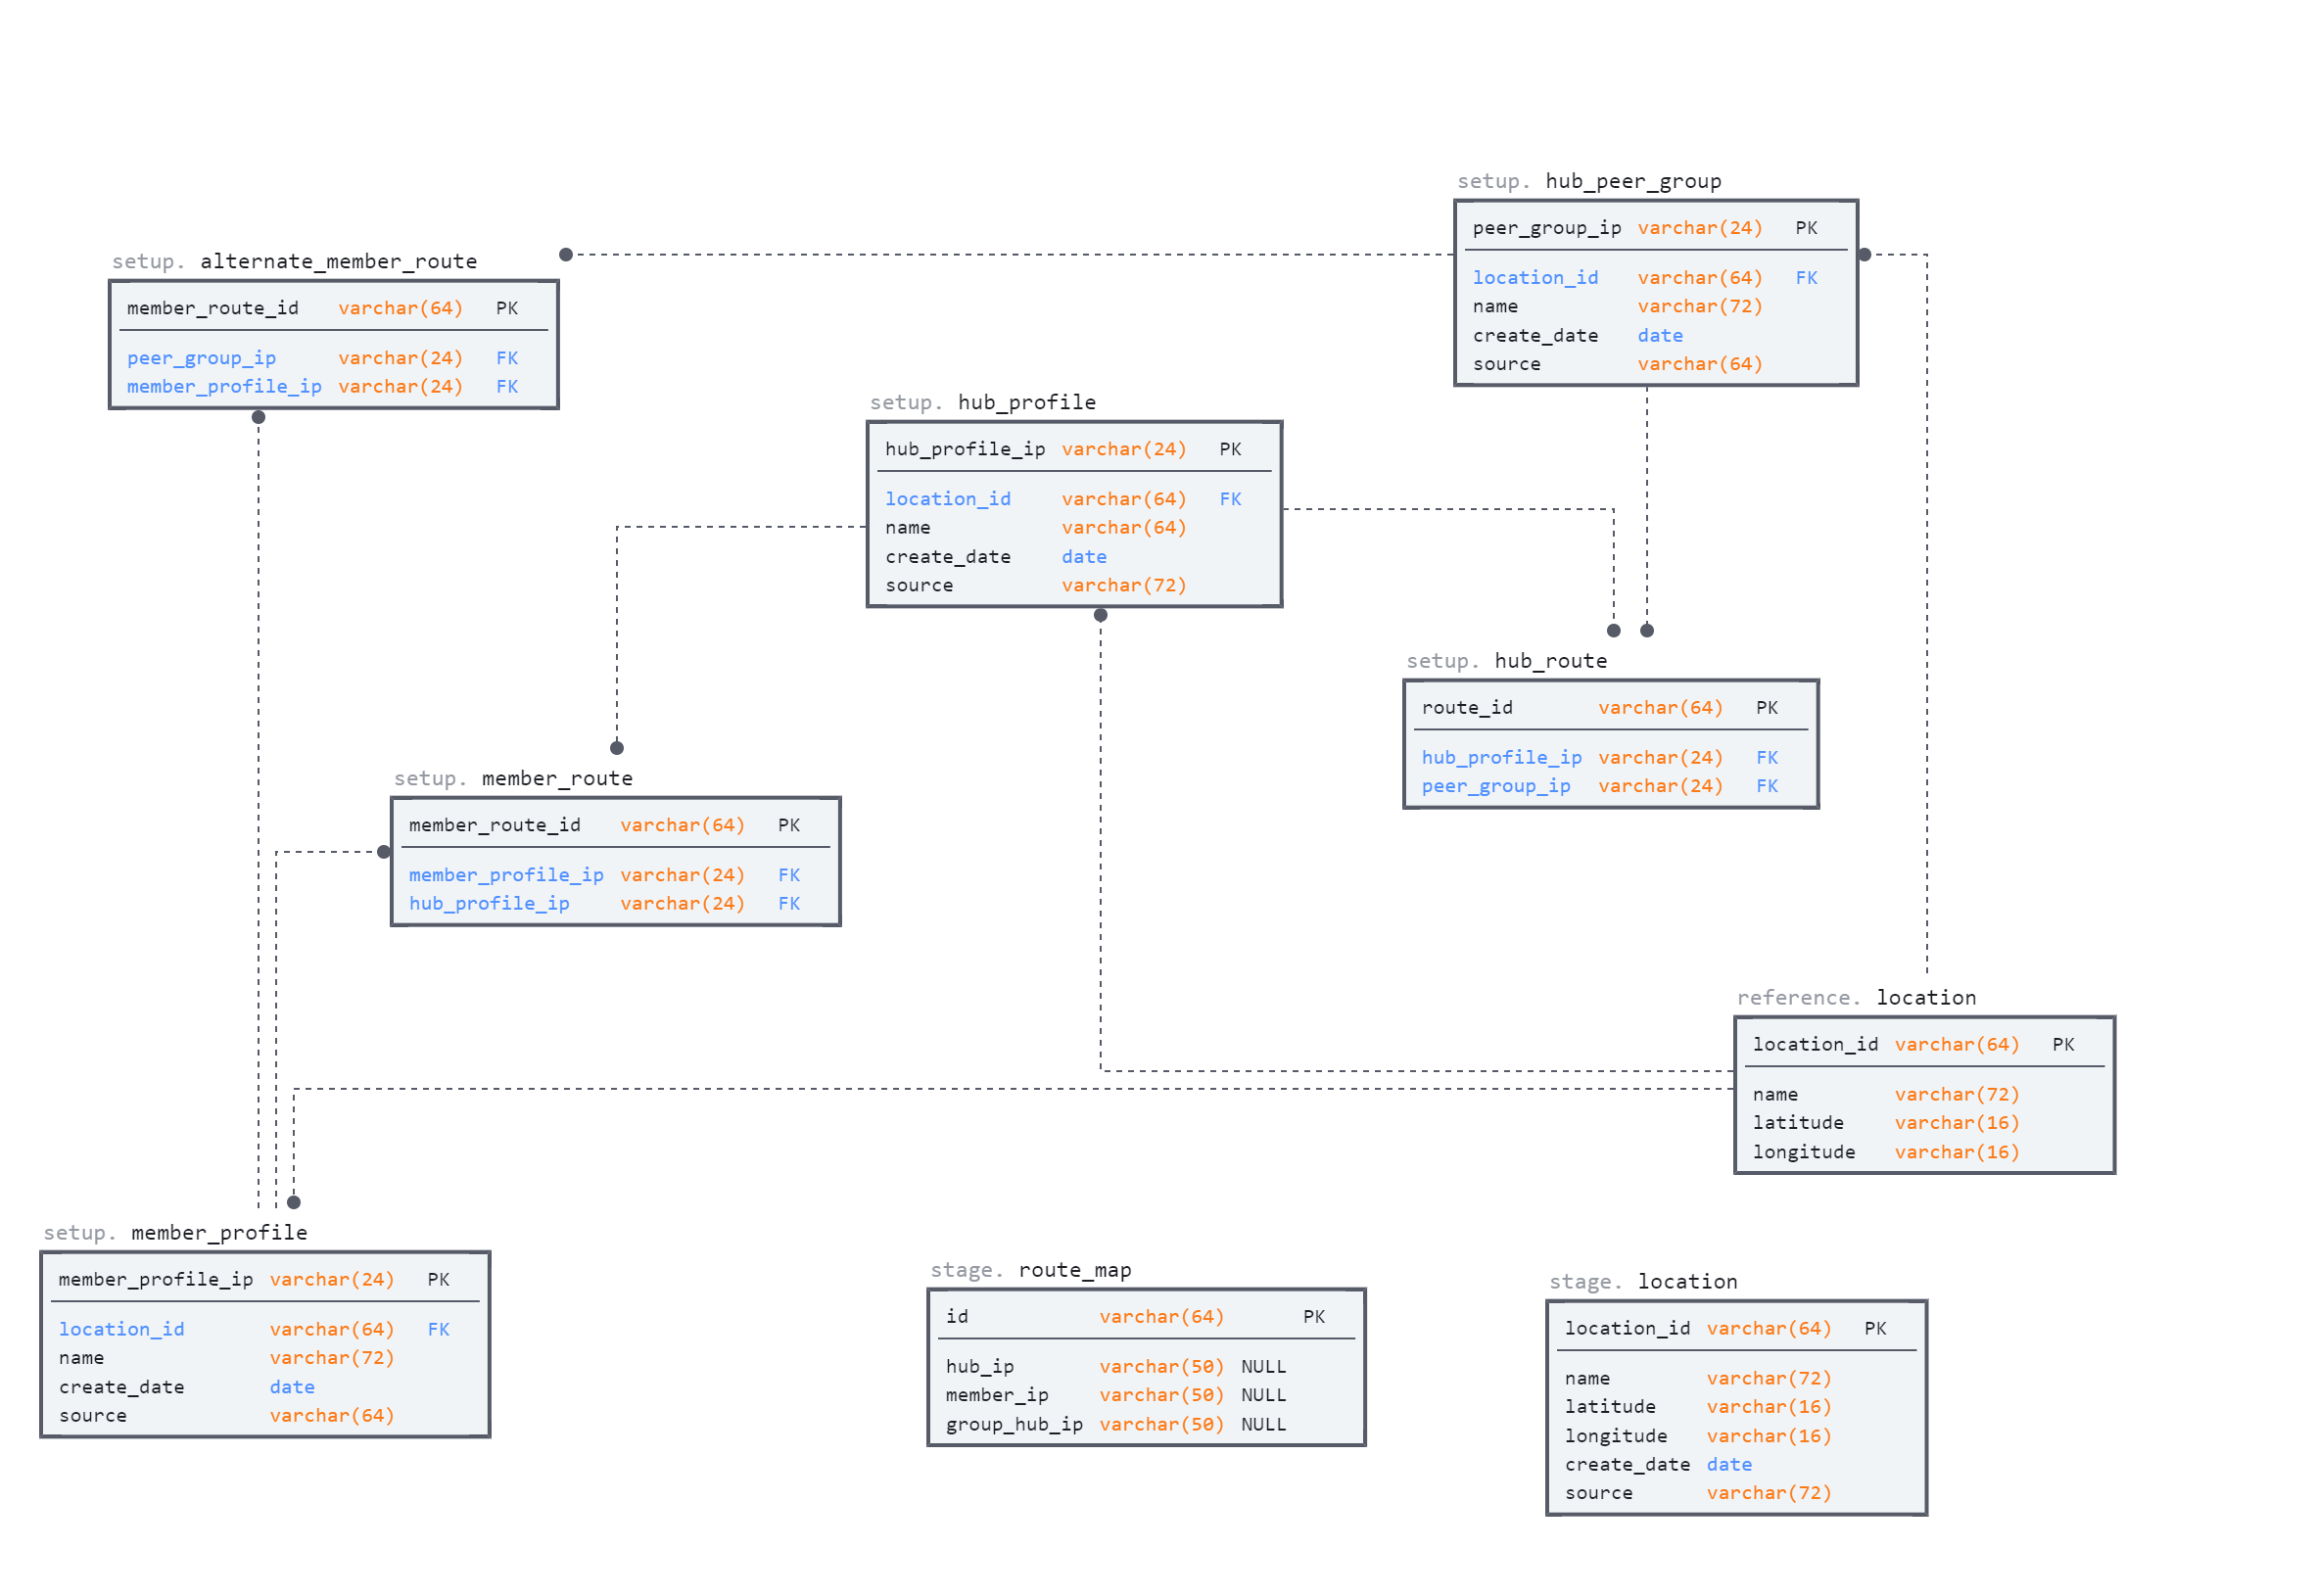 setup. hub_peer_group
peer_group_ip varchar(24) PK
location_id varchar(64) FK
name varchar(72)
create_date date
source varchar(64)
setup. alternate_member_route
member_route_id varchar(64) PK
peer_group_ip varchar(24) FK
member_profile_ip varchar(24) FK
setup. hub_profile
hub_profile_ip varchar(24) PK
location_id varchar(64) FK
name varchar(64)
create_date date
source varchar(72)
setup. hub_route
route_id varchar(64) PK
hub_profile_ip varchar(24) FK
peer_group_ip varchar(24) FK
setup. member_route
member_route_id varchar(64) PK
member_profile_ip varchar(24) FK
hub_profile_ip varchar(24) FK
reference. location
location_id varchar(64) PK
name varchar(72)
latitude varchar(16)
longitude varchar(16)
setup. member_profile
member_profile_ip varchar(24) PK
location_id varchar(64) FK
name varchar(72)
create_date date
source varchar(64)
stage. route_map
id varchar(64) PK
hub_ip varchar(50) NULL
member_ip varchar(50) NULL
group_hub_ip varchar(50) NULL
stage. location
location_id varchar(64) PK
name varchar(72)
latitude varchar(16)
longitude varchar(16)
create_date date
source varchar(72)